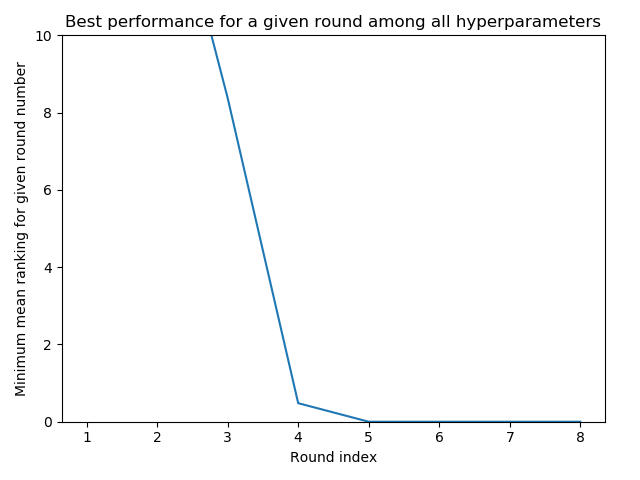 Best performance for a given round among all hyperparameters
Minimum mean ranking for given round number
10
8
6
4
2
0
1 2 3 4 5 6 7 8
Round index